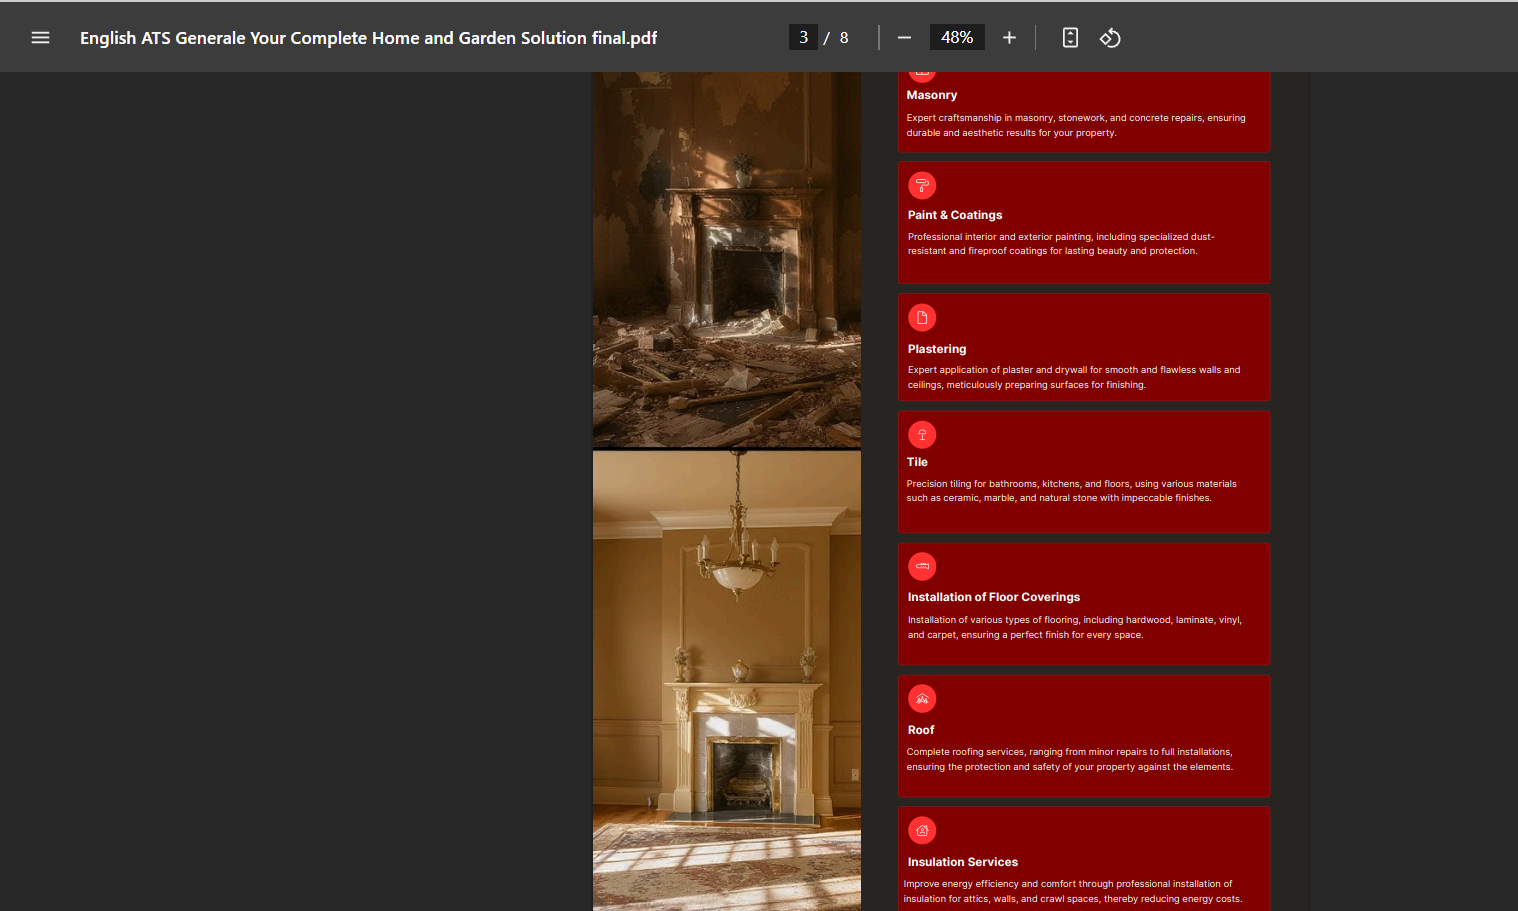 English ATS Generale Your Complete Home and Garden Solution final.pdf
3 / 8
48%
Masonry
Expert craftsmanship in masonry, stonework, and concrete repairs, ensuring
durable and aesthetic results for your property.
Paint & Coatings
Professional interior and exterior painting, including specialized dust-
resistant and fireproof coatings for lasting beauty and protection.
Plastering
Expert application of plaster and drywall for smooth and flawless walls and
ceilings, meticulously preparing surfaces for finishing.
Tile
Precision tiling for bathrooms, kitchens, and floors, using various materials
such as ceramic, marble, and natural stone with impeccable finishes.
Installation of Floor Coverings
Installation of various types of flooring, including hardwood, laminate, vinyl,
and carpet, ensuring a perfect finish for every space.
Roof
Complete roofing services, ranging from minor repairs to full installations,
ensuring the protection and safety of your property against the elements.
Insulation Services
Improve energy efficiency and comfort through professional installation of
insulation for attics, walls, and crawl spaces, thereby reducing energy costs.